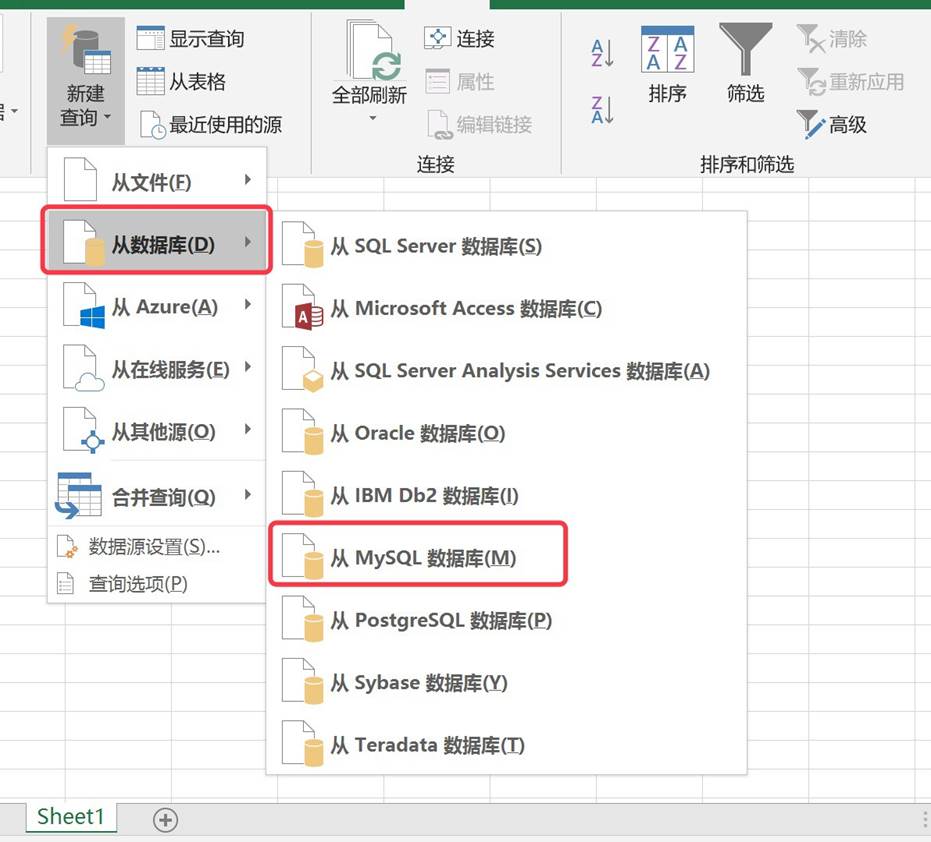 新建
查询
显示查询
从表格
最近使用的源
全部刷新
连接
属性
编辑链接
连接
排序
筛选
清除
重新应用
高级
排序和筛选
从文件(F)
从数据库(D)
从 Azure(A)
从在线服务(E)
从其他源(O)
合并查询(Q)
数据源设置(S)...
查询选项(P)
从 SQL Server 数据库(S)
从 Microsoft Access 数据库(C)
从 SQL Server Analysis Services 数据库(A)
从 Oracle 数据库(O)
从 IBM Db2 数据库(I)
从 MySQL 数据库(M)
从 PostgreSQL 数据库(P)
从 Sybase 数据库(Y)
从 Teradata 数据库(T)
Sheet1